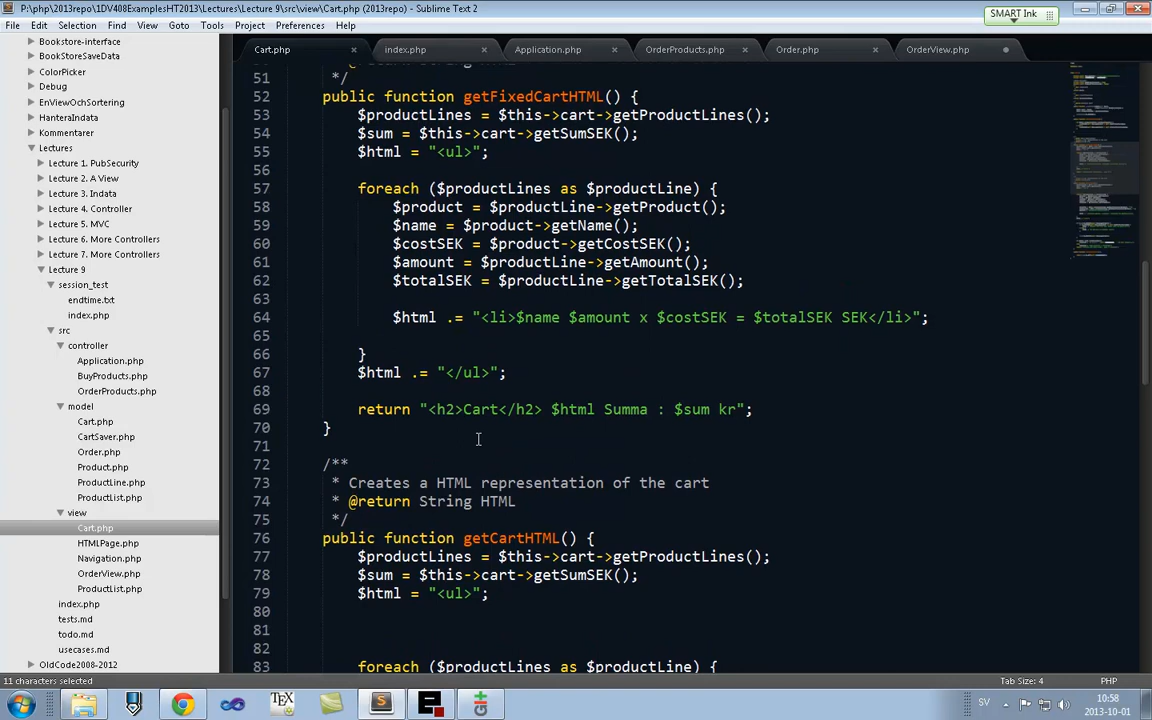 P:\php\2013repo\1DV408ExamplesHT2013\Lectures\Lecture 9\src\view\Cart.php (2013repo) - Sublime Text 2
SMART Ink
File Edit Selection Find View Goto Tools Project Preferences Help
Bookstore-interface
BookStoreSaveData
ColorPicker
Debug
EnViewOchSortering
HanteraIndata
Kommentarer
Lectures
Lecture 1. PubSecurity
Lecture 2. A View
Lecture 3. Indata
Lecture 4. Controller
Lecture 5. MVC
Lecture 6. More Controllers
Lecture 7. More Controllers
Lecture 9
session_test
endtime.txt
index.php
src
controller
Application.php
BuyProducts.php
OrderProducts.php
model
Cart.php
CartSaver.php
Order.php
Product.php
ProductLine.php
ProductList.php
view
Cart.php
HTMLPage.php
Navigation.php
OrderView.php
ProductList.php
index.php
tests.md
todo.md
usecases.md
OldCode2008-2012
Cart.php index.php Application.php OrderProducts.php Order.php OrderView.php
51 */
52 public function getFixedCartHTML() {
53 $productLines = $this->cart->getProductLines();
54 $sum = $this->cart->getSumSEK();
55 $html = "<ul>";
56
57 foreach ($productLines as $productLine) {
58 $product = $productLine->getProduct();
59 $name = $product->getName();
60 $costSEK = $product->getCostSEK();
61 $amount = $productLine->getAmount();
62 $totalSEK = $productLine->getTotalSEK();
63
64 $html .= "<li>$name $amount x $costSEK = $totalSEK SEK</li>";
65
66 }
67 $html .= "</ul>";
68
69 return "<h2>Cart</h2> $html Summa : $sum kr";
70 }
71
72 /**
73 * Creates a HTML representation of the cart
74 * @return String HTML
75 */
76 public function getCartHTML() {
77 $productLines = $this->cart->getProductLines();
78 $sum = $this->cart->getSumSEK();
79 $html = "<ul>";
80
81
82
83 foreach ($productLines as $productLine) {
11 characters selected
Tab Size: 4 PHP
SV
10:58
2013-10-01